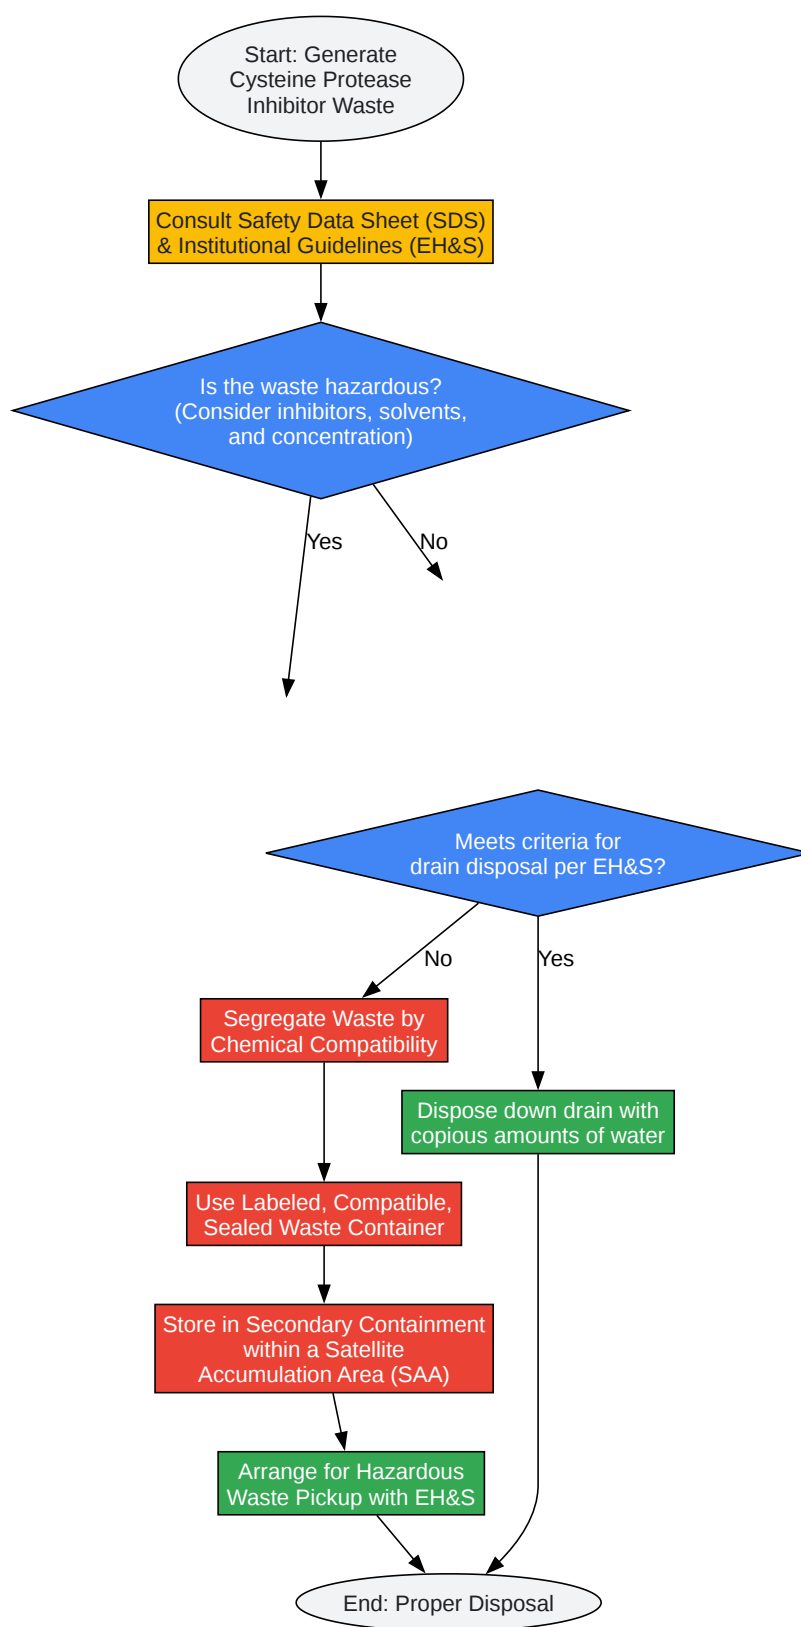 Start: Generate
Cysteine Protease
Inhibitor Waste
Consult Safety Data Sheet (SDS)
& Institutional Guidelines (EH&S)
Is the waste hazardous?
(Consider inhibitors, solvents,
and concentration)
Yes
No
Meets criteria for
drain disposal per EH&S?
No
Yes
Segregate Waste by
Chemical Compatibility
Dispose down drain with
copious amounts of water
Use Labeled, Compatible,
Sealed Waste Container
Store in Secondary Containment
within a Satellite
Accumulation Area (SAA)
Arrange for Hazardous
Waste Pickup with EH&S
End: Proper Disposal